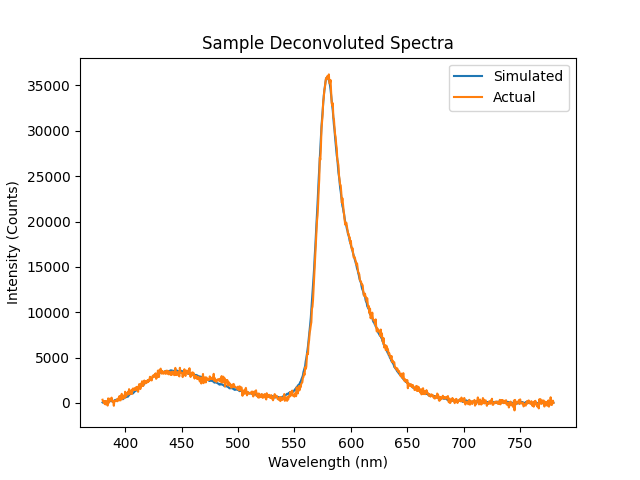 Sample Deconvoluted Spectra
Simulated
Actual
Intensity (Counts)
35000
30000
25000
20000
15000
10000
5000
0
400 450 500 550 600 650 700 750
Wavelength (nm)